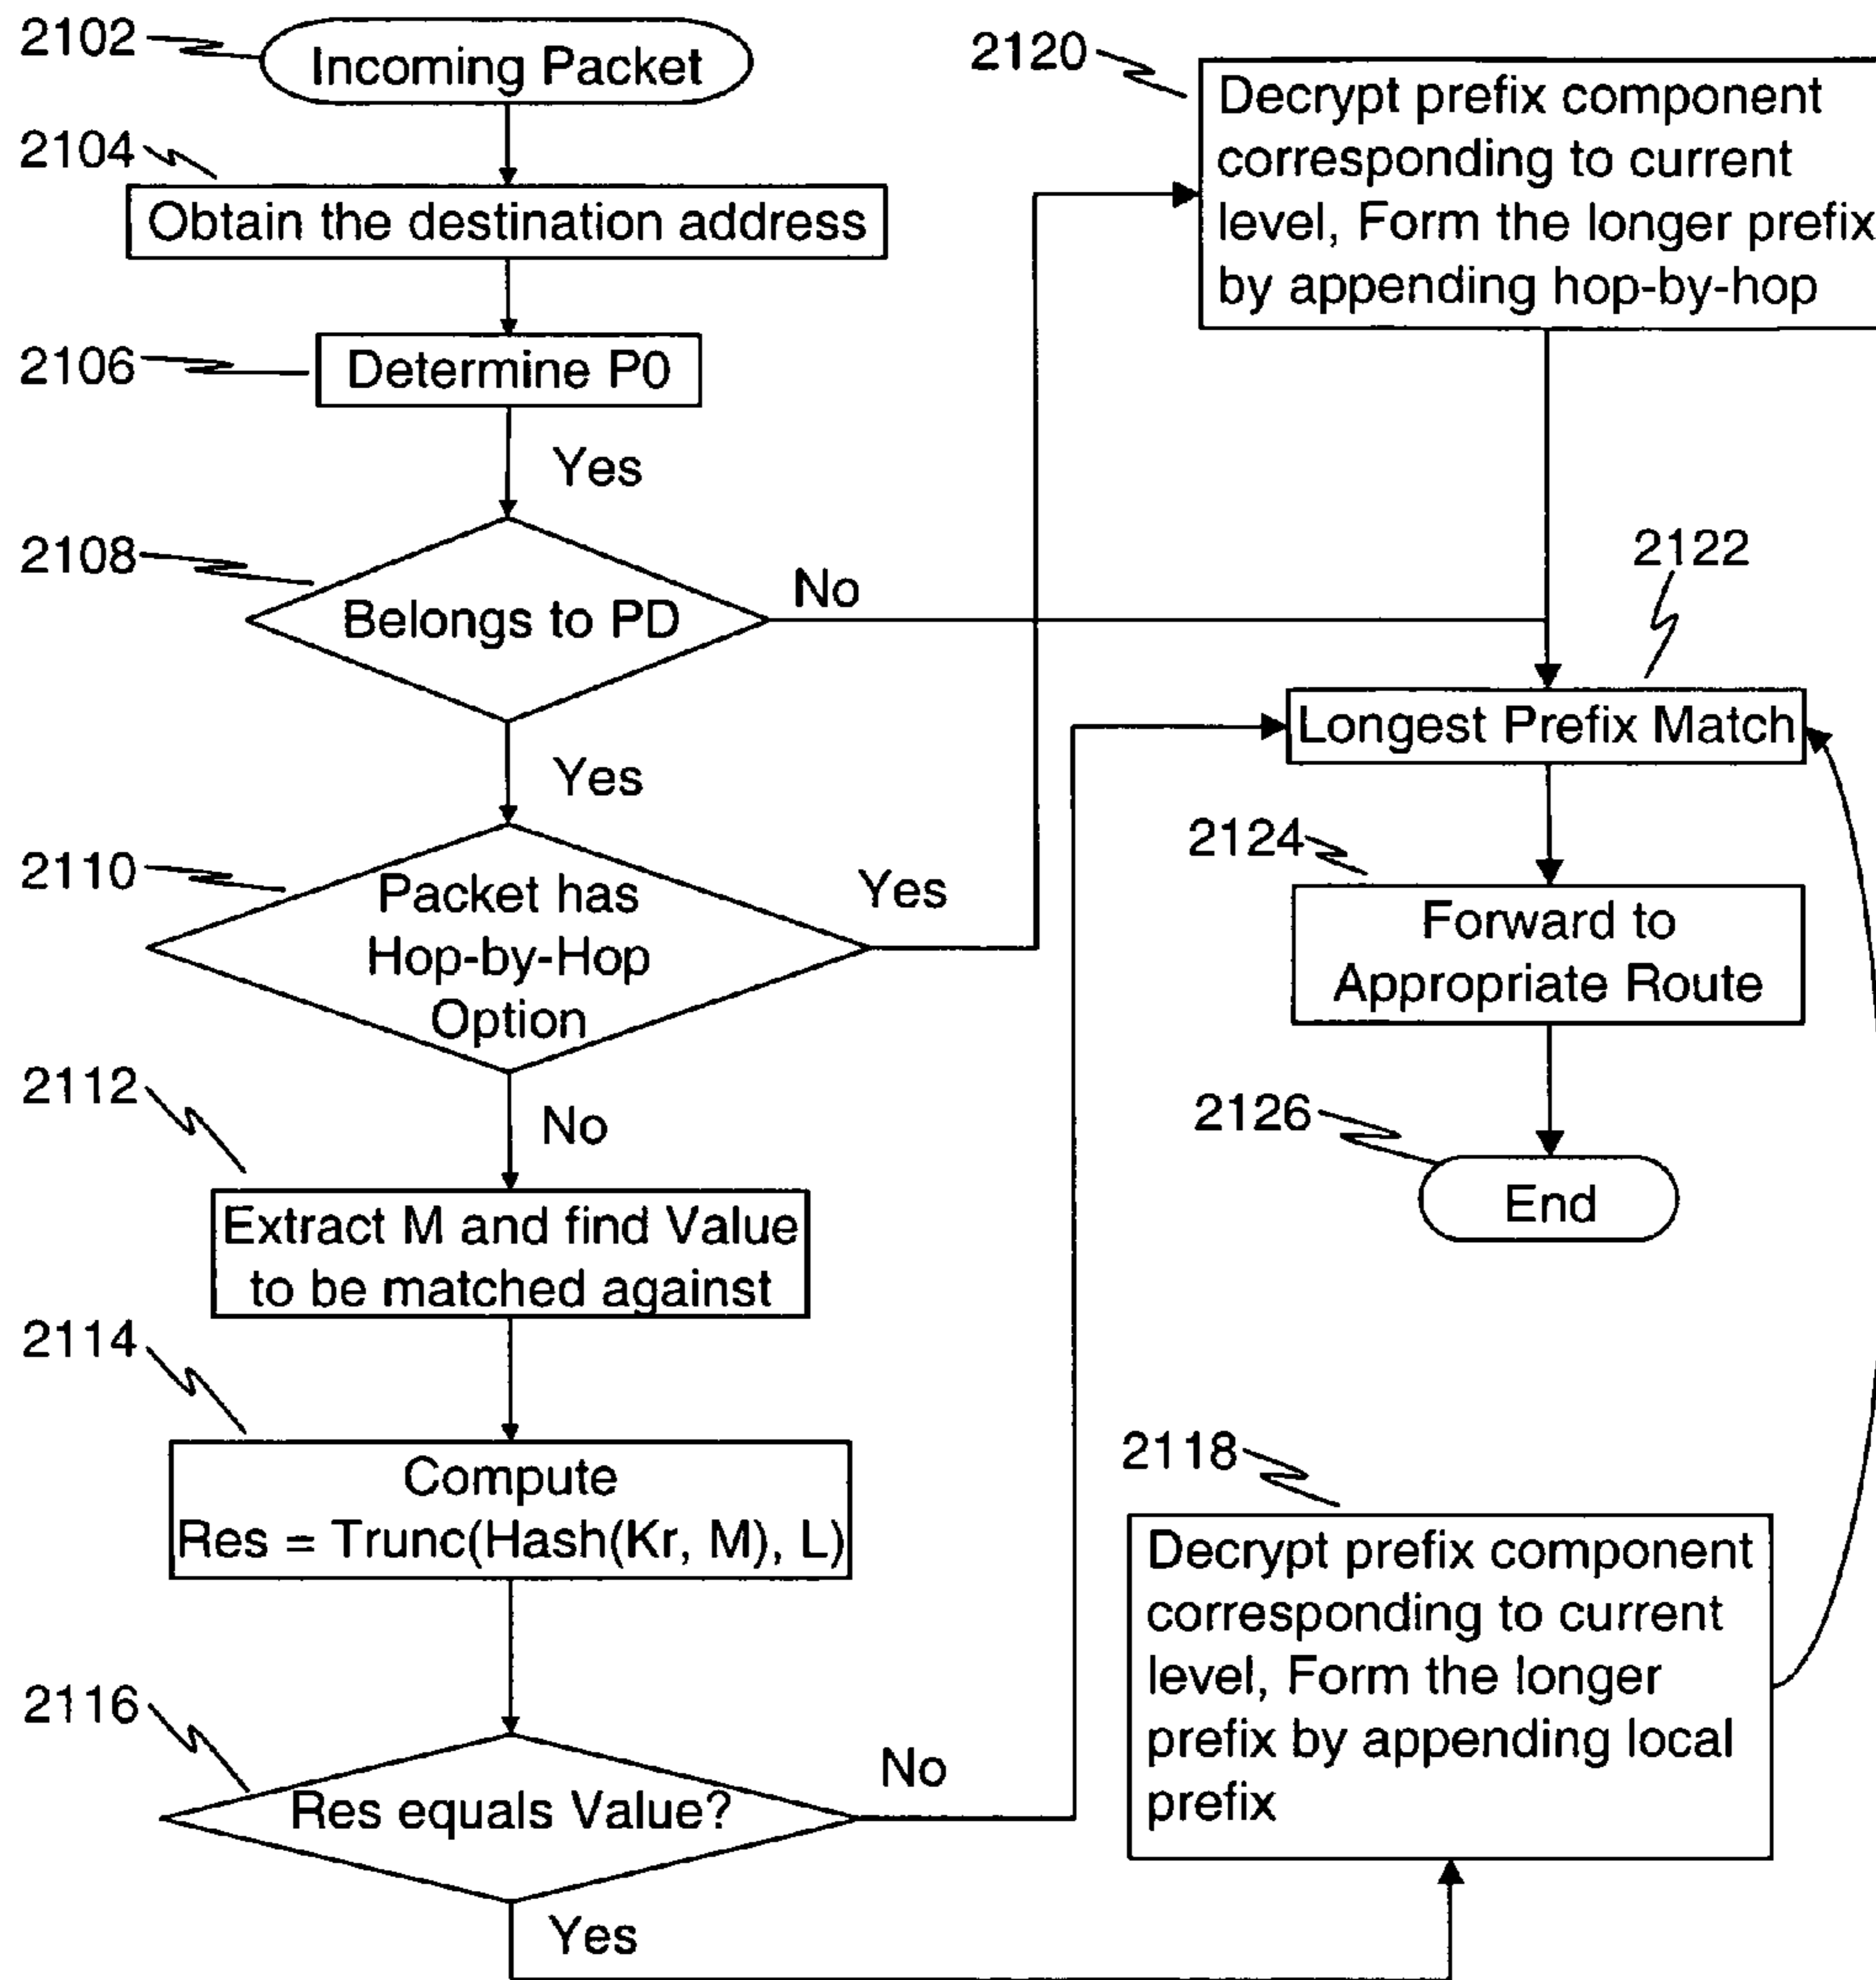 2102
Incoming Packet
2104
Obtain the destination address
2106
Determine P0
Yes
2108
Belongs to PD
No
Yes
2110
Packet has
Hop-by-Hop
Option
Yes
No
2112
Extract M and find Value
to be matched against
2114
Compute
Res = Trunc(Hash(Kr, M), L)
2116
Res equals Value?
No
Yes
2120
Decrypt prefix component
corresponding to current
level, Form the longer prefix
by appending hop-by-hop
2122
Longest Prefix Match
2124
Forward to
Appropriate Route
2126
End
2118
Decrypt prefix component
corresponding to current
level, Form the longer
prefix by appending local
prefix